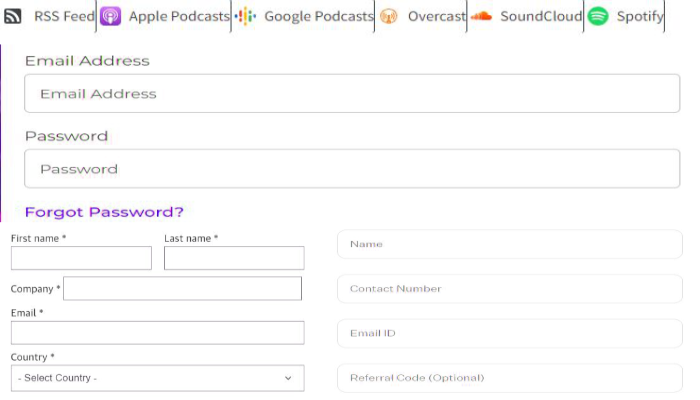 RSS Feed Apple Podcasts Google Podcasts Overcast SoundCloud Spotify
Email Address
Email Address
Password
Password
Forgot Password?
First name * Last name *
Company *
Email *
Country *
- Select Country -
Name
Contact Number
Email ID
Referral Code (Optional)